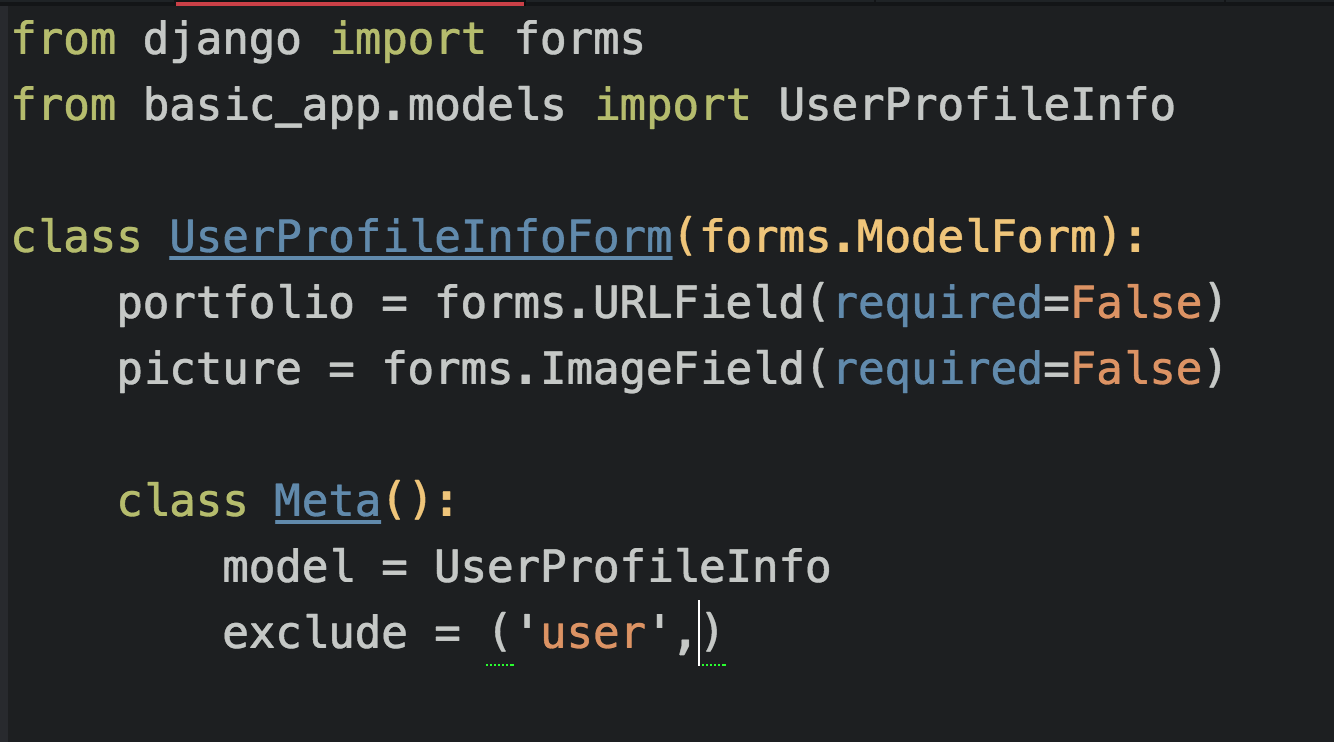 from django import forms
from basic_app.models import UserProfileInfo
class UserProfileInfoForm(forms.ModelForm):
    portfolio = forms.URLField(required=False)
    picture = forms.ImageField(required=False)
    class Meta():
        model = UserProfileInfo
        exclude = ('user',)